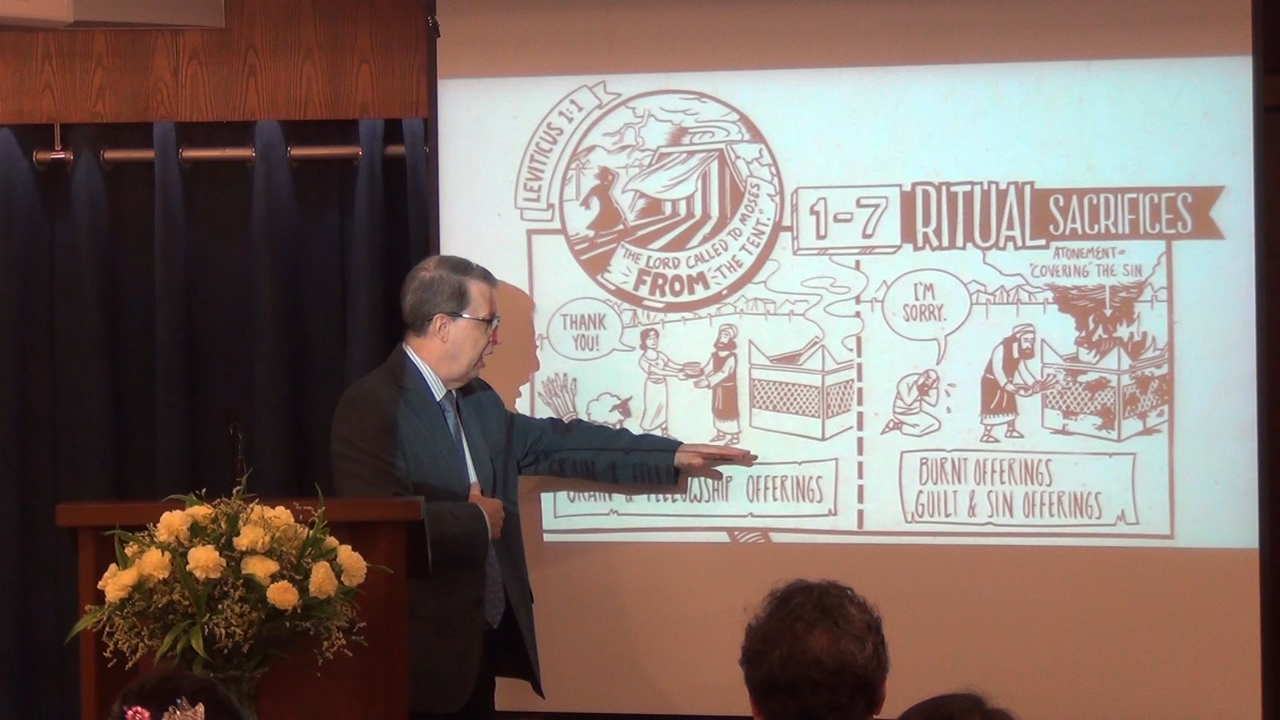 LEVITICUS 1:1
"THE LORD CALLED TO MOSES
FROM THE TENT."
1-7 RITUAL SACRIFICES
ATONEMENT=
"COVERING" THE SIN
THANK
YOU!
I'M
SORRY.
GRAIN & FELLOWSHIP OFFERINGS
BURNT OFFERINGS
GUILT & SIN OFFERINGS